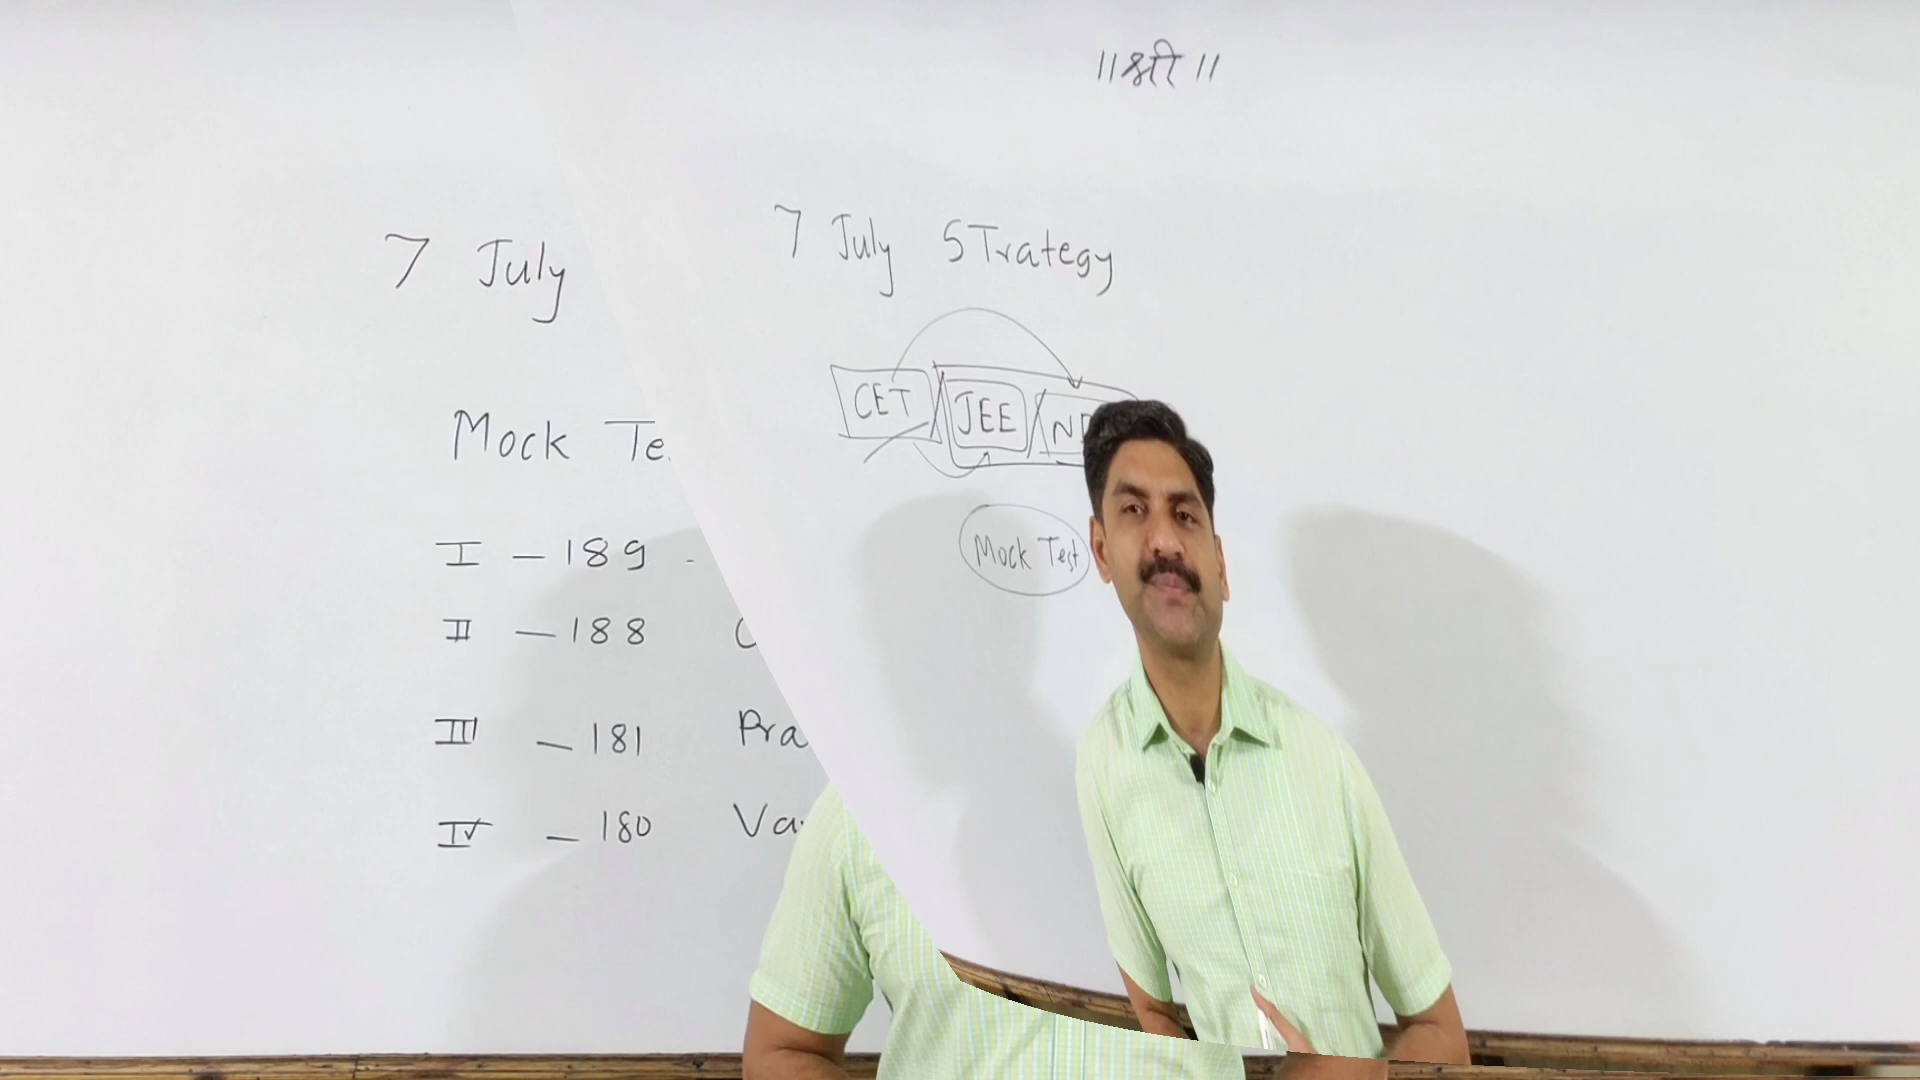 ॥श्री॥
7 July
Mock Te
I – 189 -
II – 188
III – 181 Pra
IV – 180 Va
7 July STrategy
CET / JEE / ND
Mock Test